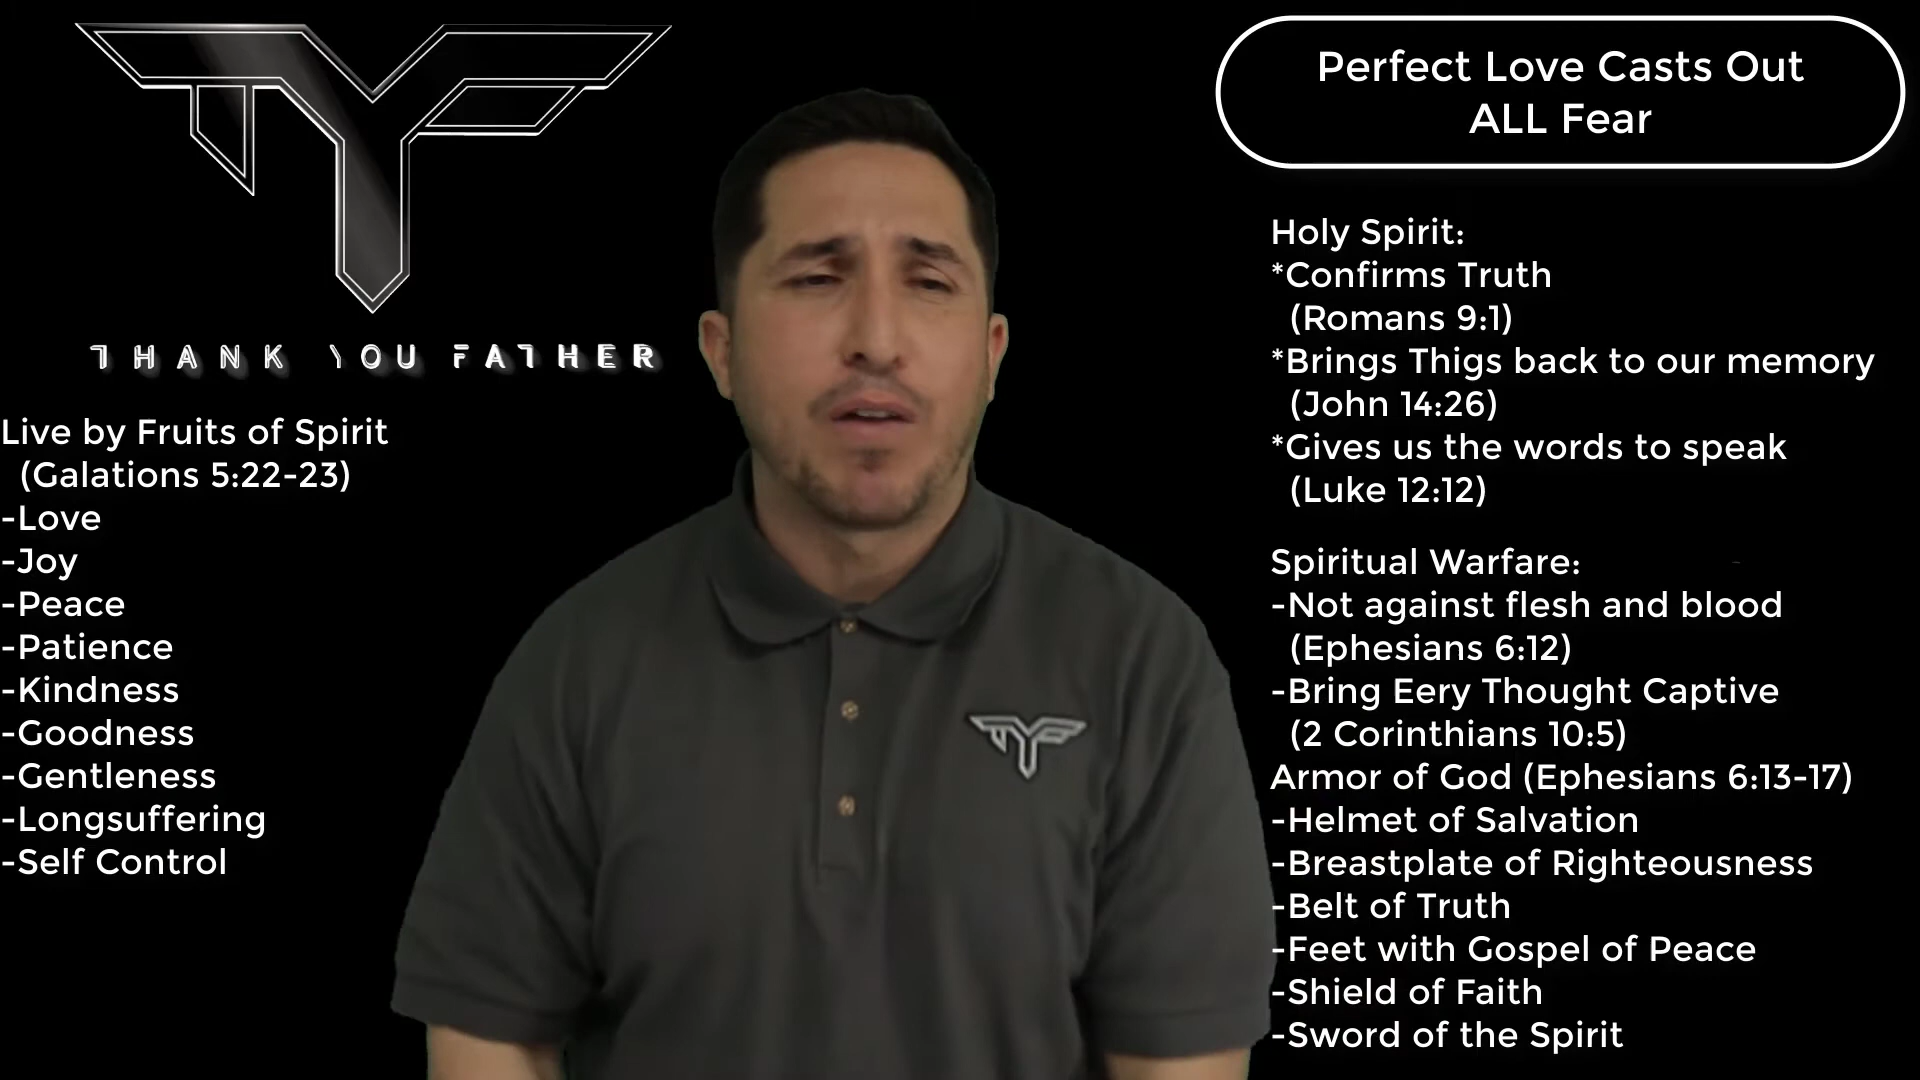 TYF
THANK YOU FATHER
Live by Fruits of Spirit
(Galations 5:22-23)
-Love
-Joy
-Peace
-Patience
-Kindness
-Goodness
-Gentleness
-Longsuffering
-Self Control
TYF
Perfect Love Casts Out
ALL Fear
Holy Spirit:
*Confirms Truth
(Romans 9:1)
*Brings Thigs back to our memory
(John 14:26)
*Gives us the words to speak
(Luke 12:12)
Spiritual Warfare:
-Not against flesh and blood
(Ephesians 6:12)
-Bring Eery Thought Captive
(2 Corinthians 10:5)
Armor of God (Ephesians 6:13-17)
-Helmet of Salvation
-Breastplate of Righteousness
-Belt of Truth
-Feet with Gospel of Peace
-Shield of Faith
-Sword of the Spirit